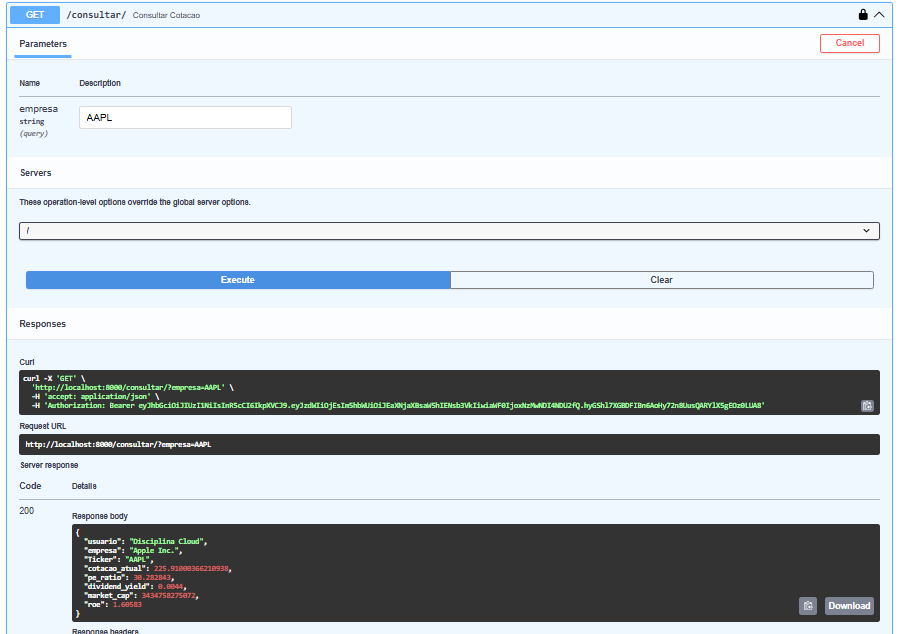 GET /consultar/ Consultar Cotacao
Parameters
Cancel
Name Description
empresa
string
(query)
AAPL
Servers
These operation-level options override the global server options.
/
Execute Clear
Responses
Curl
curl -X 'GET' \
'http://localhost:8000/consultar/?empresa=AAPL' \
-H 'accept: application/json' \
-H 'Authorization: Bearer
Request URL
http://localhost:8000/consultar/?empresa=AAPL
Server response
Code Details
200
Response body
{
"usuario": "Disciplina Cloud",
"empresa": "Apple Inc.",
"Ticker": "AAPL",
"cotacao_atual": 225.91000366210938,
"pe_ratio": 30.282843,
"dividend_yield": 0.0044,
"market_cap": 3434758275072,
"roe": 1.60583
}
Download
Response headers